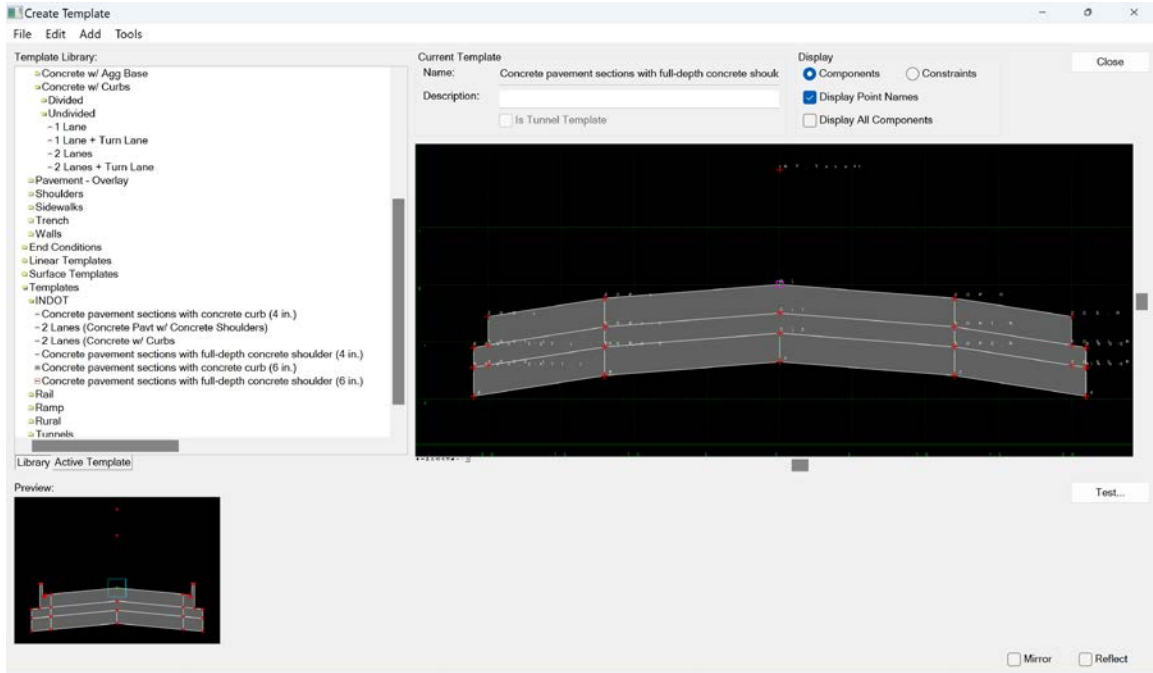 Create Template
File Edit Add Tools
Template Library:
Concrete w/ Agg Base
Concrete w/ Curbs
Divided
Undivided
1 Lane
1 Lane + Turn Lane
2 Lanes
2 Lanes + Turn Lane
Pavement - Overlay
Shoulders
Sidewalks
Trench
Walls
End Conditions
Linear Templates
Surface Templates
Templates
INDOT
Concrete pavement sections with concrete curb (4 in.)
2 Lanes (Concrete Pavt w/ Concrete Shoulders)
2 Lanes (Concrete w/ Curbs
Concrete pavement sections with full-depth concrete shoulder (4 in.)
Concrete pavement sections with concrete curb (6 in.)
Concrete pavement sections with full-depth concrete shoulder (6 in.)
Rail
Ramp
Rural
Tunnels
Library Active Template
Current Template
Name: Concrete pavement sections with full-depth concrete should
Description:
Is Tunnel Template
Display
Components Constraints
Display Point Names
Display All Components
Close
Preview:
Test...
Mirror Reflect